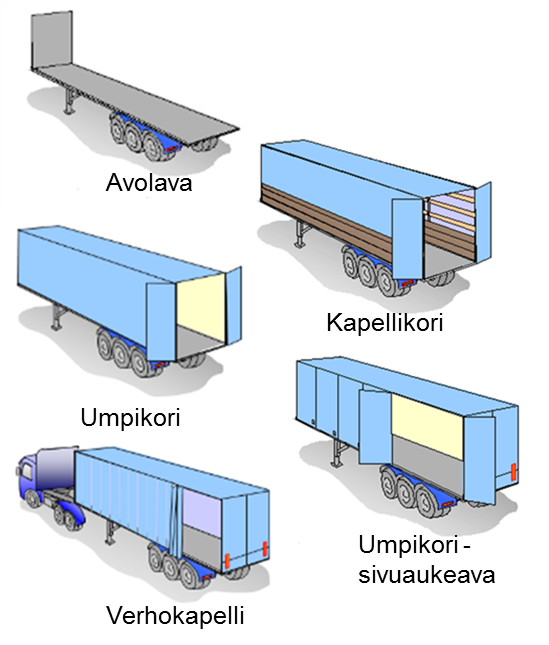 Avolava
Kapellikori
Umpikori
Umpikori -
sivuaukeava
Verhokapelli